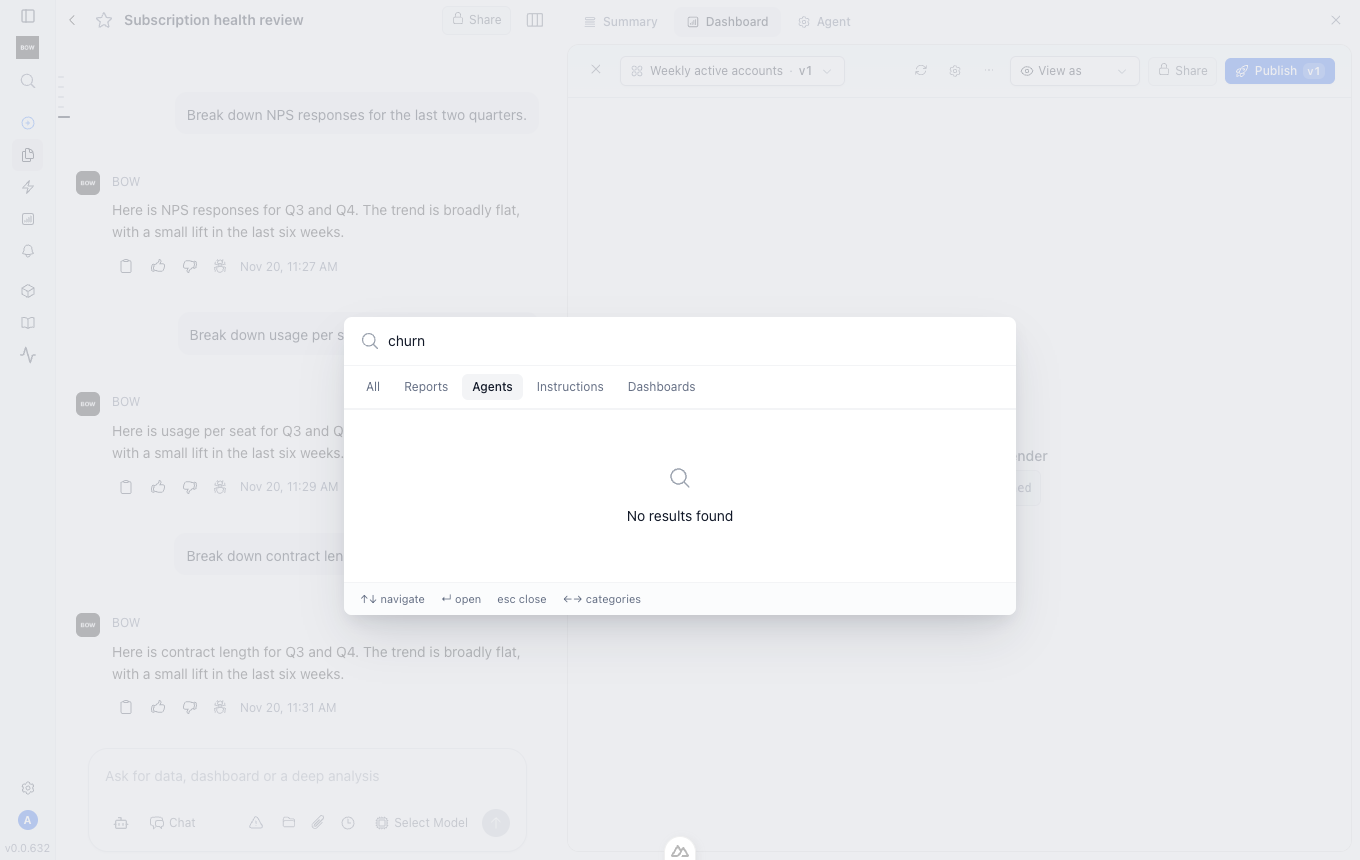 Subscription health review
Share
Summary
Dashboard
Agent
BOW
Weekly active accounts · v1
View as
Share
Publish v1
Break down NPS responses for the last two quarters.
BOW
BOW
Here is NPS responses for Q3 and Q4. The trend is broadly flat,
with a small lift in the last six weeks.
Nov 20, 11:27 AM
Break down usage per s
BOW
BOW
Here is usage per seat for Q3 and Q
with a small lift in the last six weeks.
Nov 20, 11:29 AM
Break down contract len
churn
All
Reports
Agents
Instructions
Dashboards
No results found
navigate
open
esc close
categories
nder
ed
BOW
BOW
Here is contract length for Q3 and Q4. The trend is broadly flat,
with a small lift in the last six weeks.
Nov 20, 11:31 AM
Ask for data, dashboard or a deep analysis
Chat
Select Model
A
v0.0.632